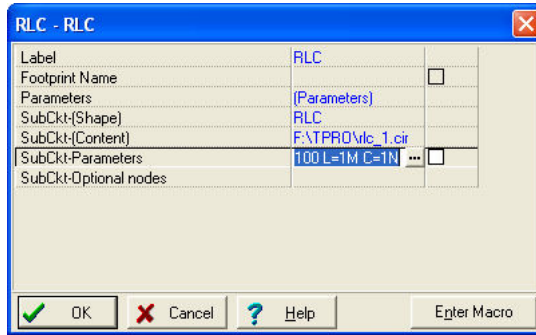 RLC - RLC
Label RLC
Footprint Name
Parameters (Parameters)
SubCkt-(Shape) RLC
SubCkt-(Content) F:\TPRO\rlc_1.cir
SubCkt-Parameters 100 L=1M C=1N ...
SubCkt-Optional nodes
OK Cancel ? Help Enter Macro